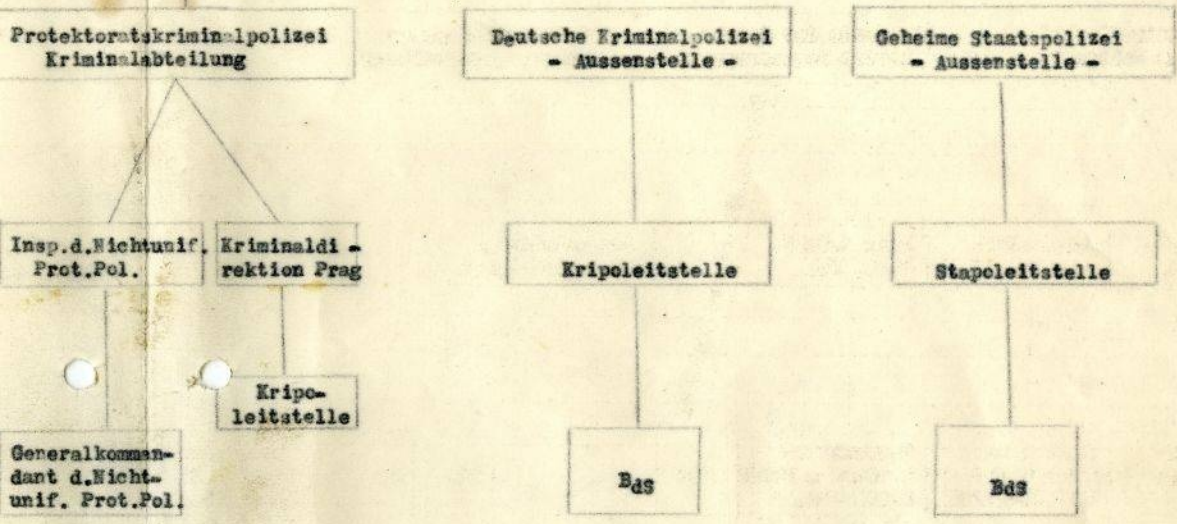 Protektoratskriminalpolizei
Kriminalabteilung
Deutsche Kriminalpolizei
- Aussenstelle -
Geheime Staatspolizei
- Aussenstelle -
Insp.d.Nichtunif.
Prot.Pol.
Kriminaldi -
rektion Prag
Kripoleitstelle
Stapoleitstelle
Kripo-
leitstelle
Generalkomman-
dant d.Nicht-
unif. Prot.Pol.
BdS
BdS